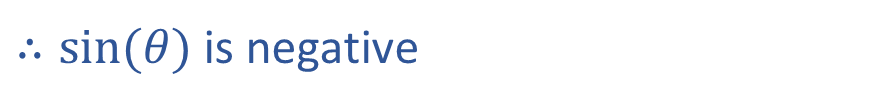 ∴ sin(θ) is negative